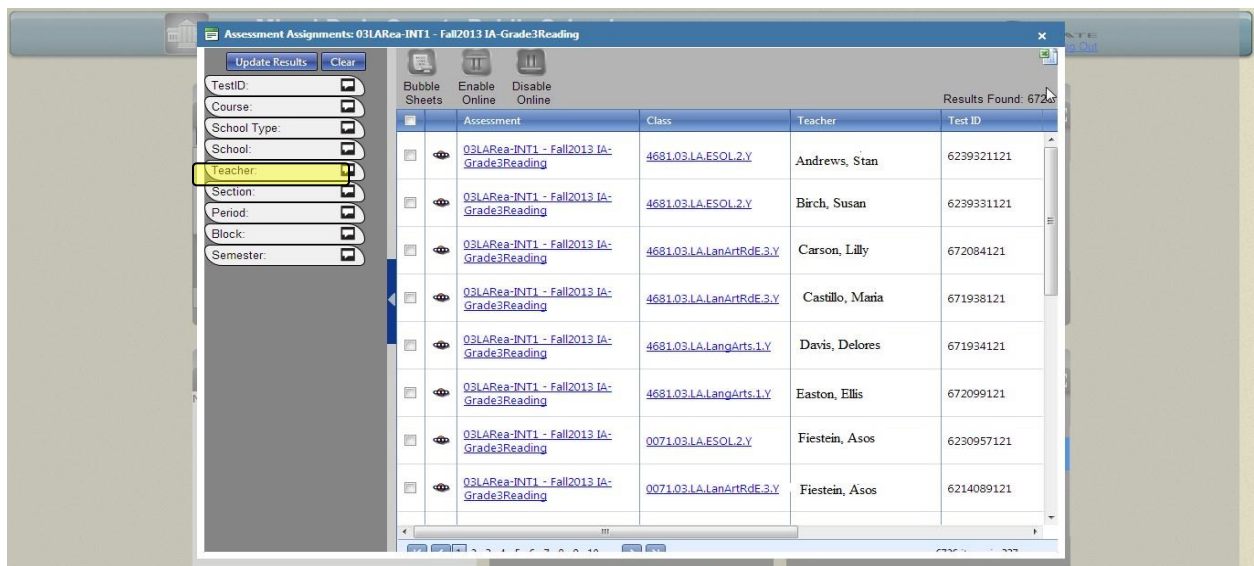 Assessment Assignments: 03LARea-INT1 - Fall2013 IA-Grade3Reading
Update Results Clear
TestID:
Course:
School Type:
School:
Teacher:
Section:
Period:
Block:
Semester:
Bubble Sheets
Enable Online
Disable Online
Results Found:
Assessment Class Teacher Test ID
03LARea-INT1 - Fall2013 IA-
Grade3Reading
4681.03.LA.ESOL.2.Y Andrews, Stan 6239321121
03LARea-INT1 - Fall2013 IA-
Grade3Reading
4681.03.LA.ESOL.2.Y Birch, Susan 6239331121
03LARea-INT1 - Fall2013 IA-
Grade3Reading
4681.03.LA.LanArtRdE.3.Y Carson, Lilly 672084121
03LARea-INT1 - Fall2013 IA-
Grade3Reading
4681.03.LA.LanArtRdE.3.Y Castillo, Maria 671938121
03LARea-INT1 - Fall2013 IA-
Grade3Reading
4681.03.LA.LangArts.1.Y Davis, Delores 671934121
03LARea-INT1 - Fall2013 IA-
Grade3Reading
4681.03.LA.LangArts.1.Y Easton, Ellis 672099121
03LARea-INT1 - Fall2013 IA-
Grade3Reading
0071.03.LA.ESOL.2.Y Fiestein, Asos 6230957121
03LARea-INT1 - Fall2013 IA-
Grade3Reading
0071.03.LA.LanArtRdE.3.Y Fiestein, Asos 6214089121